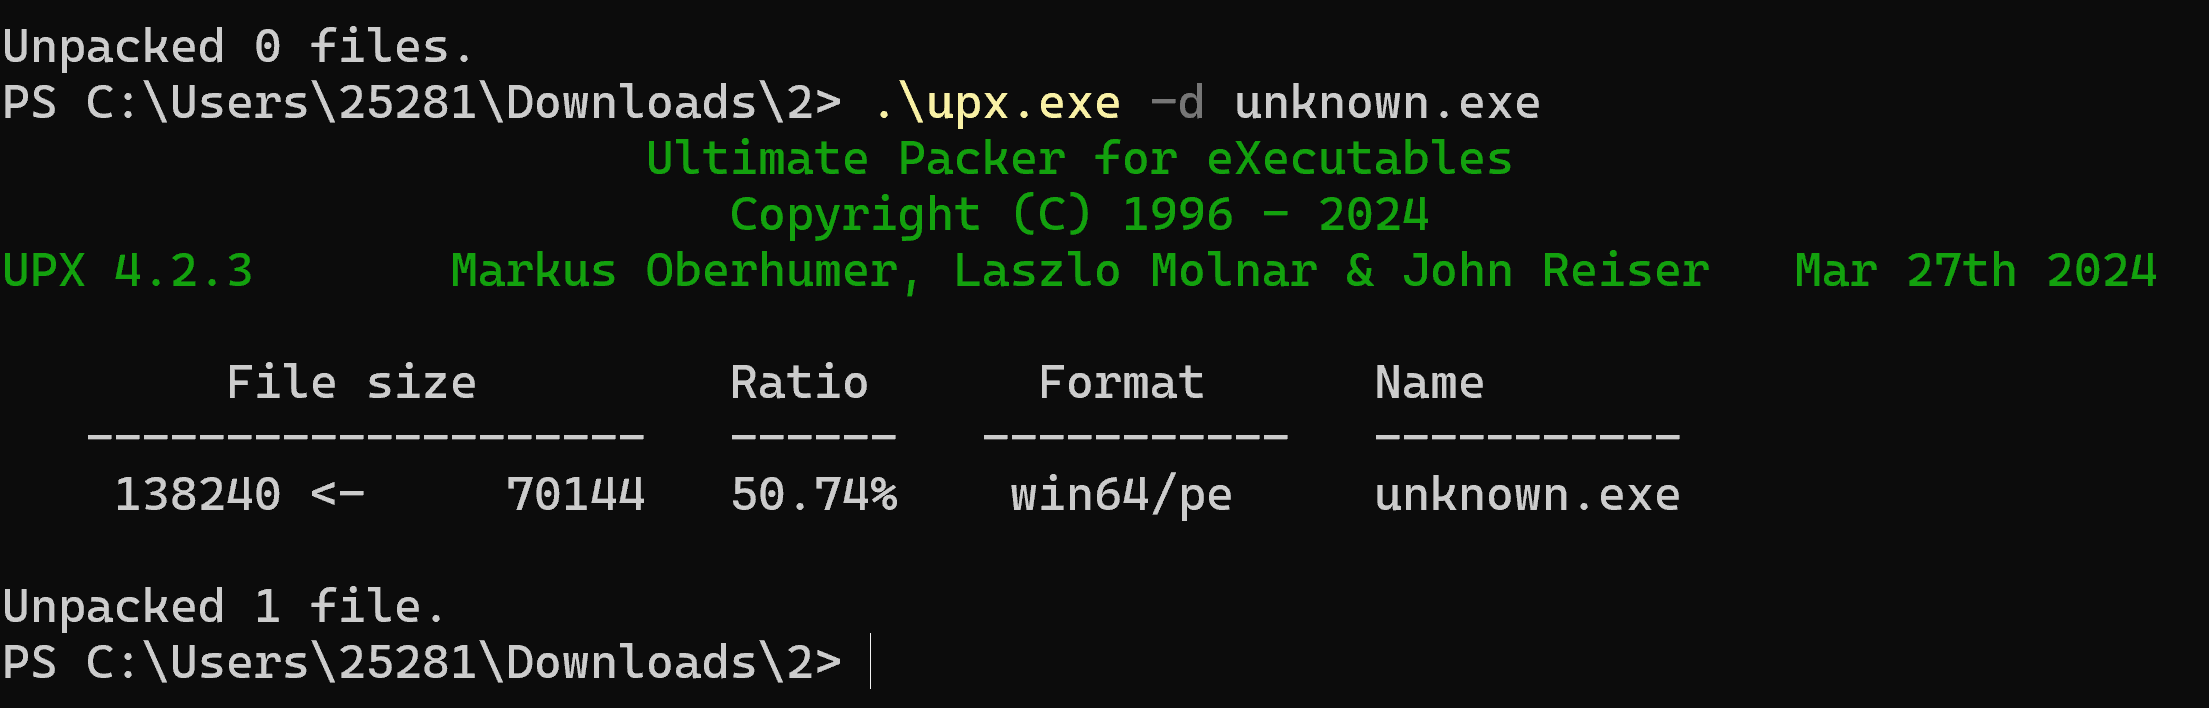 Unpacked 0 files.
PS C:\Users\25281\Downloads\2> .\upx.exe -d unknown.exe
Ultimate Packer for eXecutables
Copyright (C) 1996 - 2024
UPX 4.2.3       Markus Oberhumer, Laszlo Molnar & John Reiser   Mar 27th 2024
File size         Ratio      Format      Name
--------------------   ------   -----------   -----------
138240 <-     70144   50.74%    win64/pe     unknown.exe
Unpacked 1 file.
PS C:\Users\25281\Downloads\2>